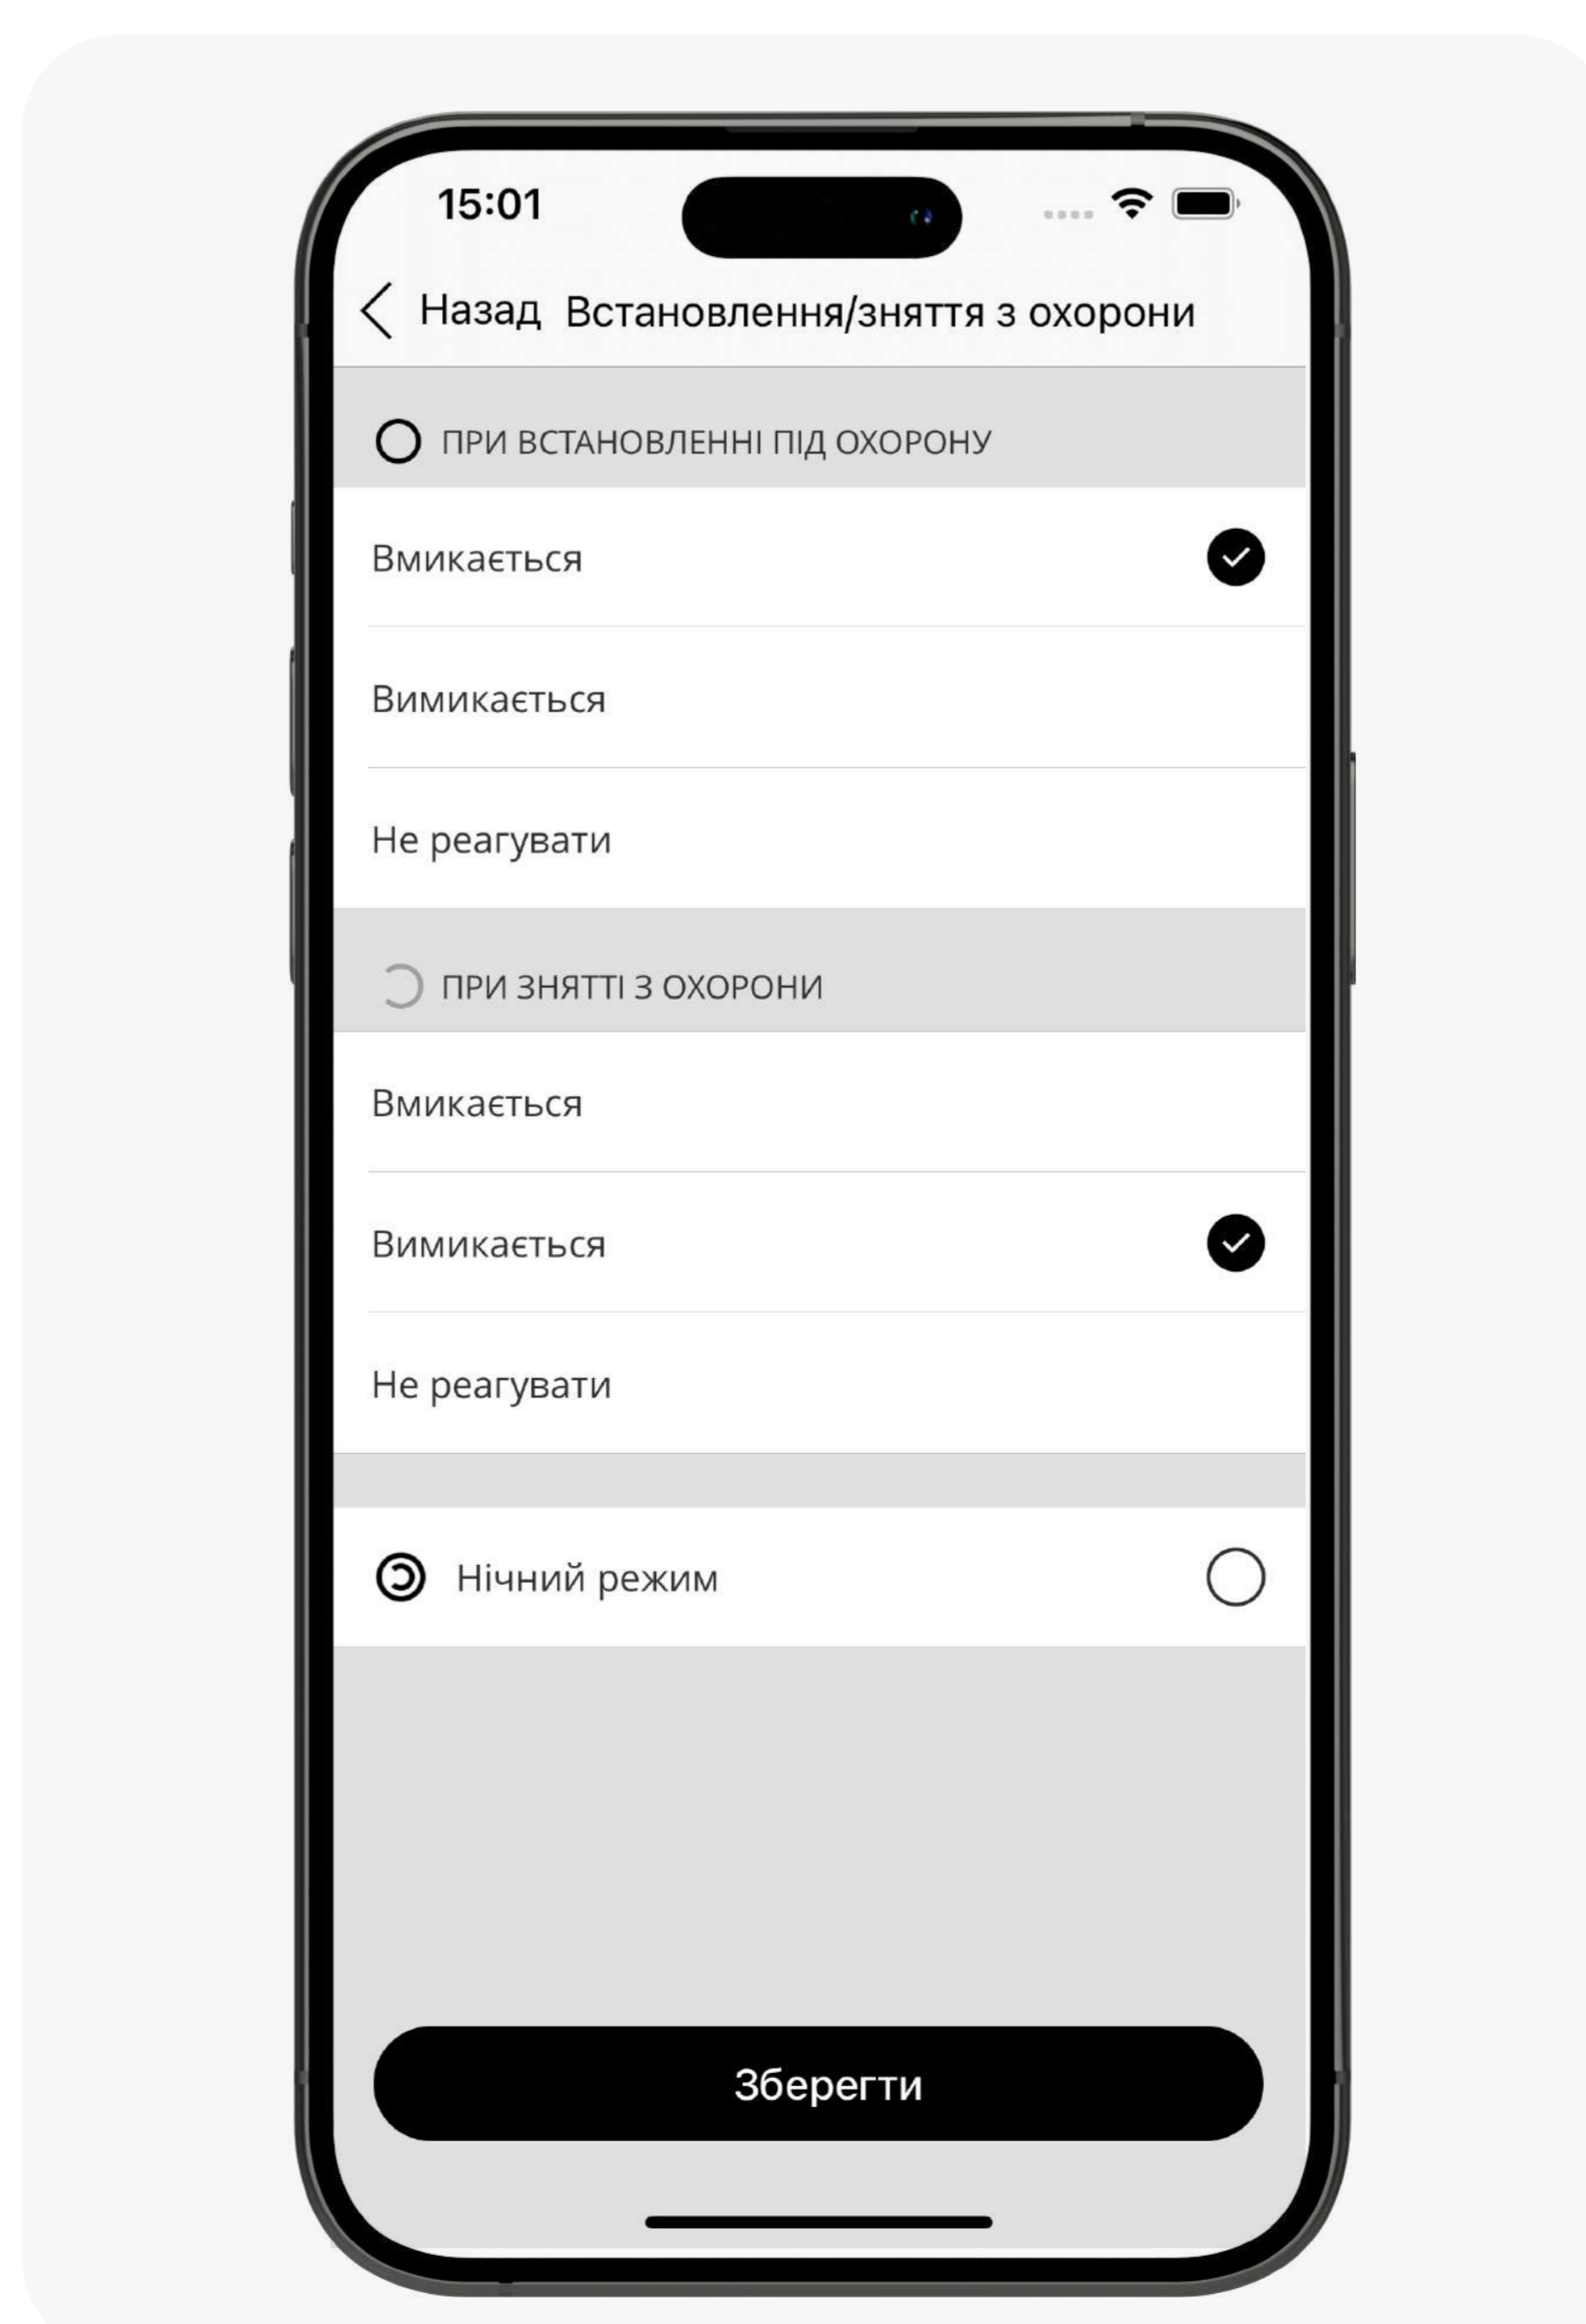 15:01
Назад Встановлення/зняття з охорони
ПРИ ВСТАНОВЛЕННІ ПІД ОХОРОНУ
Вмикається
Вимикається
Не реагувати
ПРИ ЗНЯТТІ З ОХОРОНИ
Вмикається
Вимикається
Не реагувати
Нічний режим
Зберегти